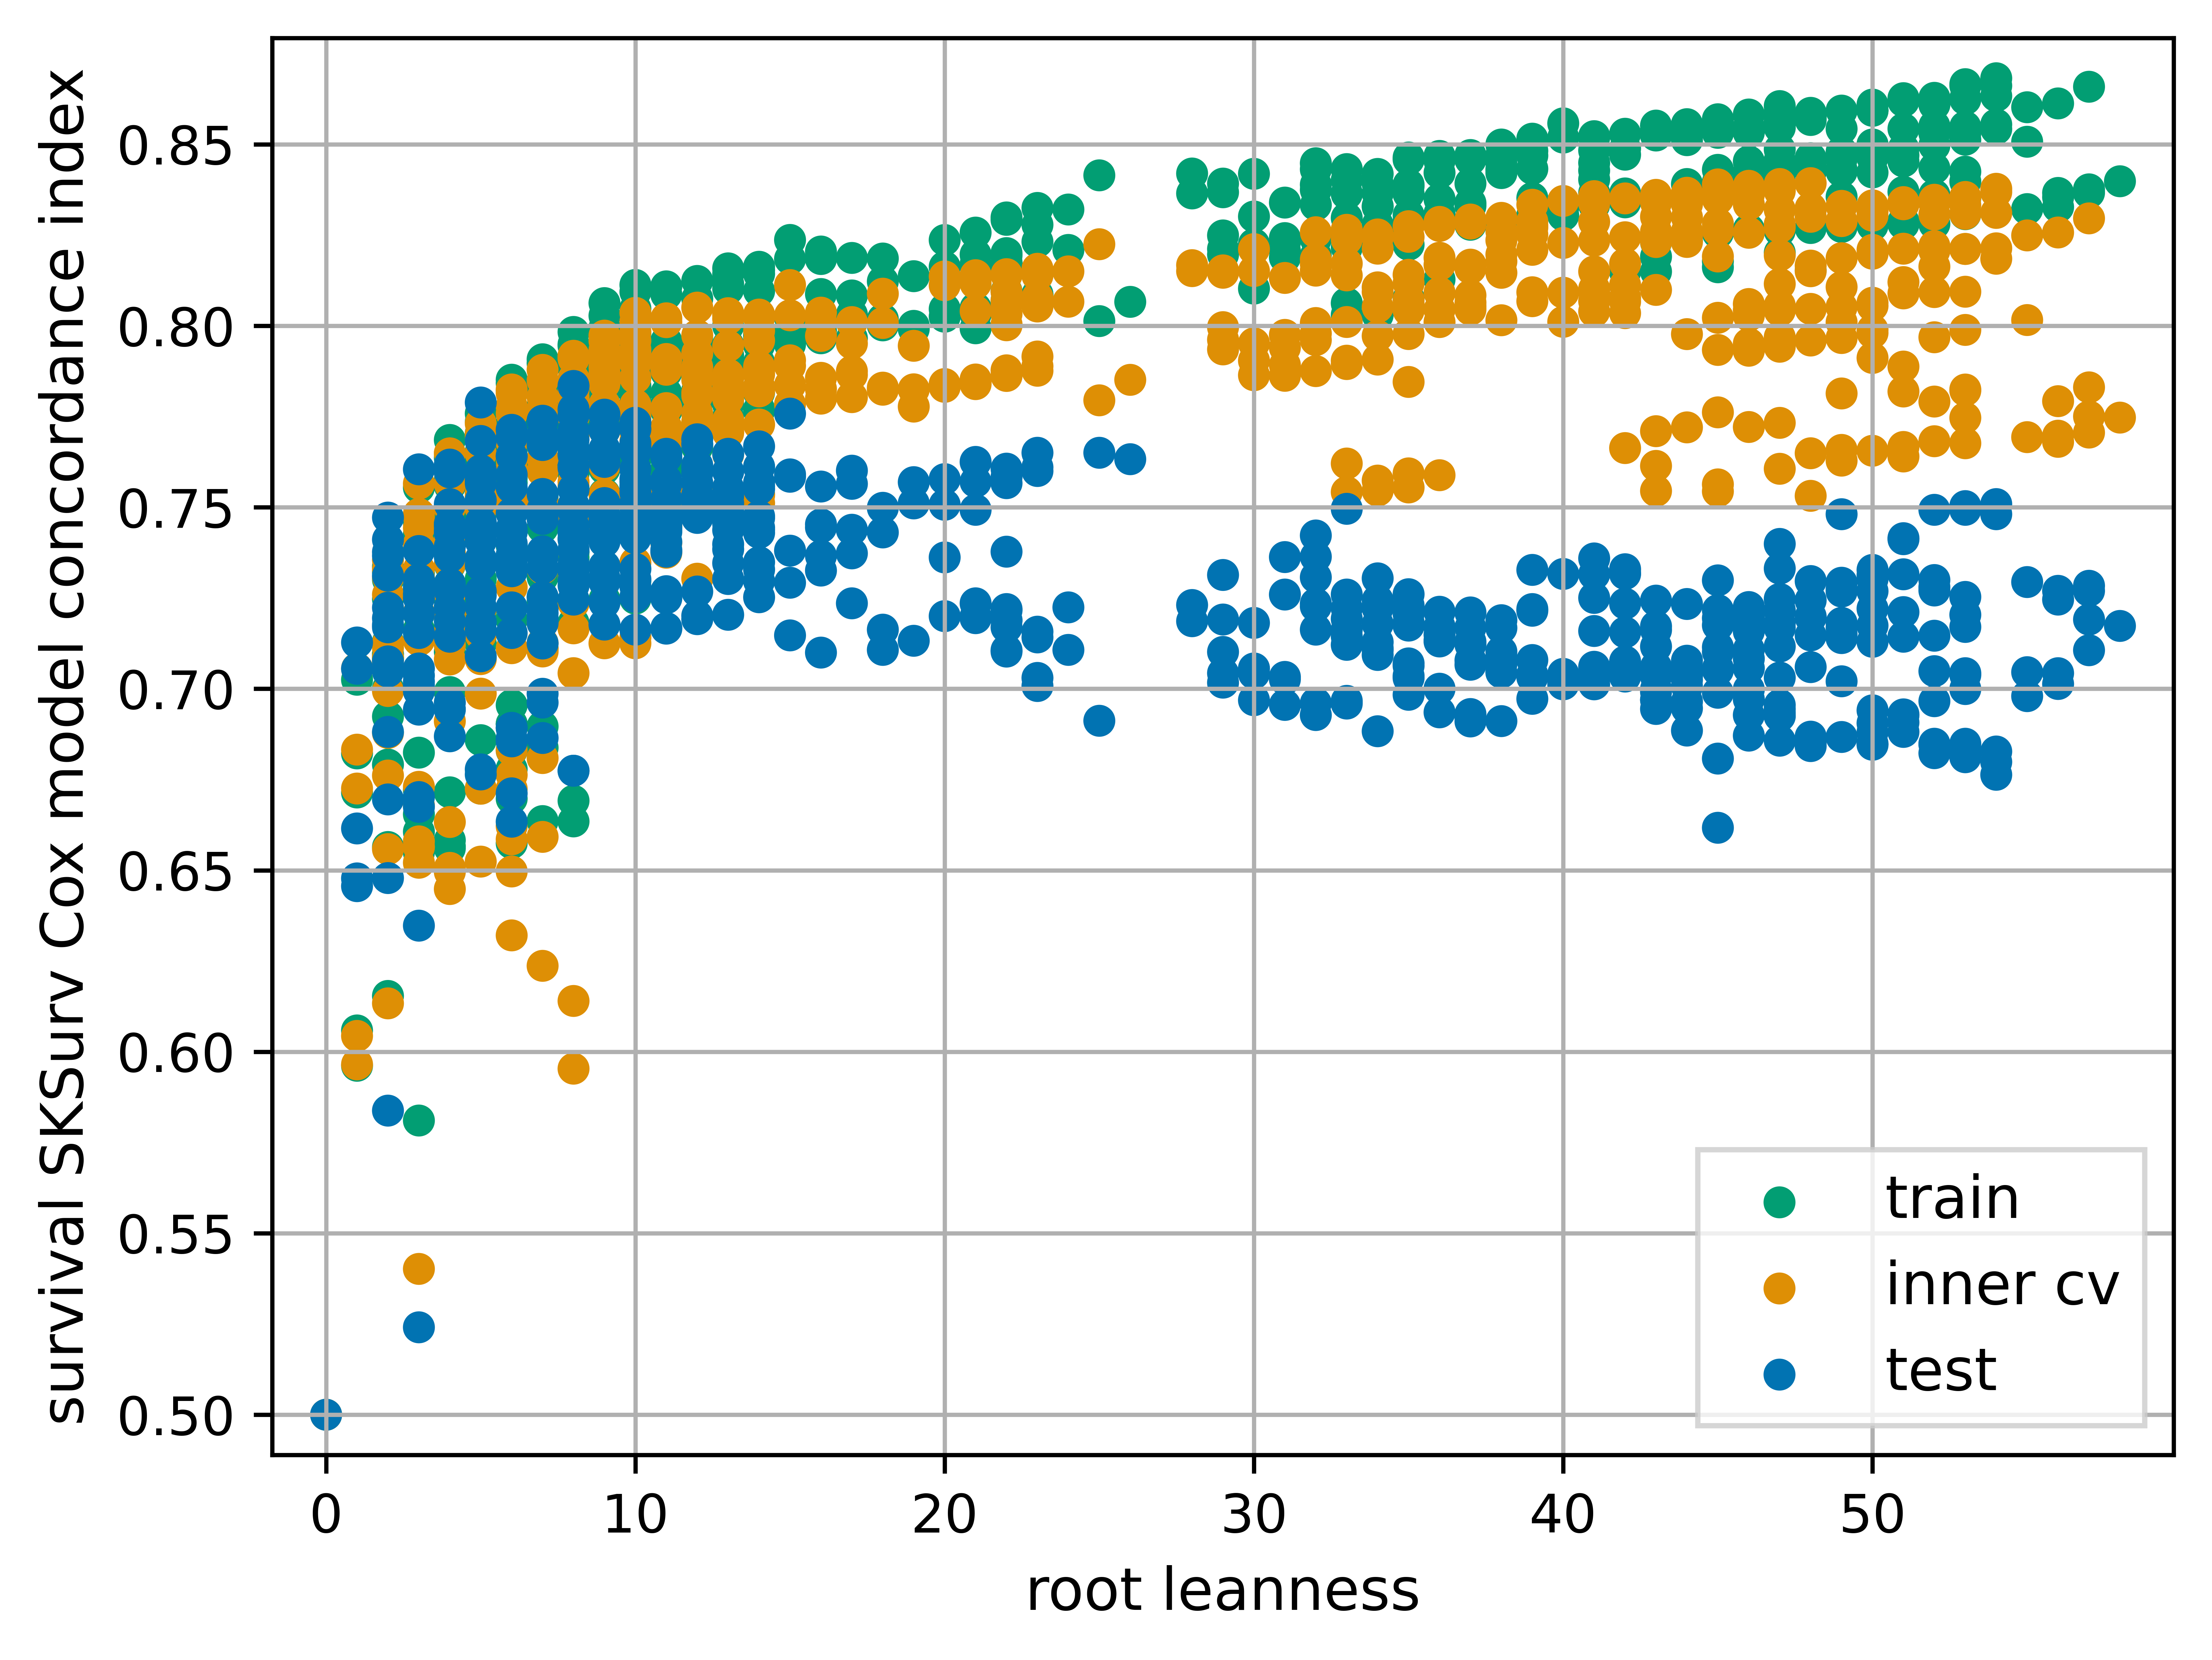 survival SKSurv Cox model concordance index
0.85
0.80
0.75
0.70
0.65
0.60
0.55
0.50
0 10 20 30 40 50
root leanness
train
inner cv
test